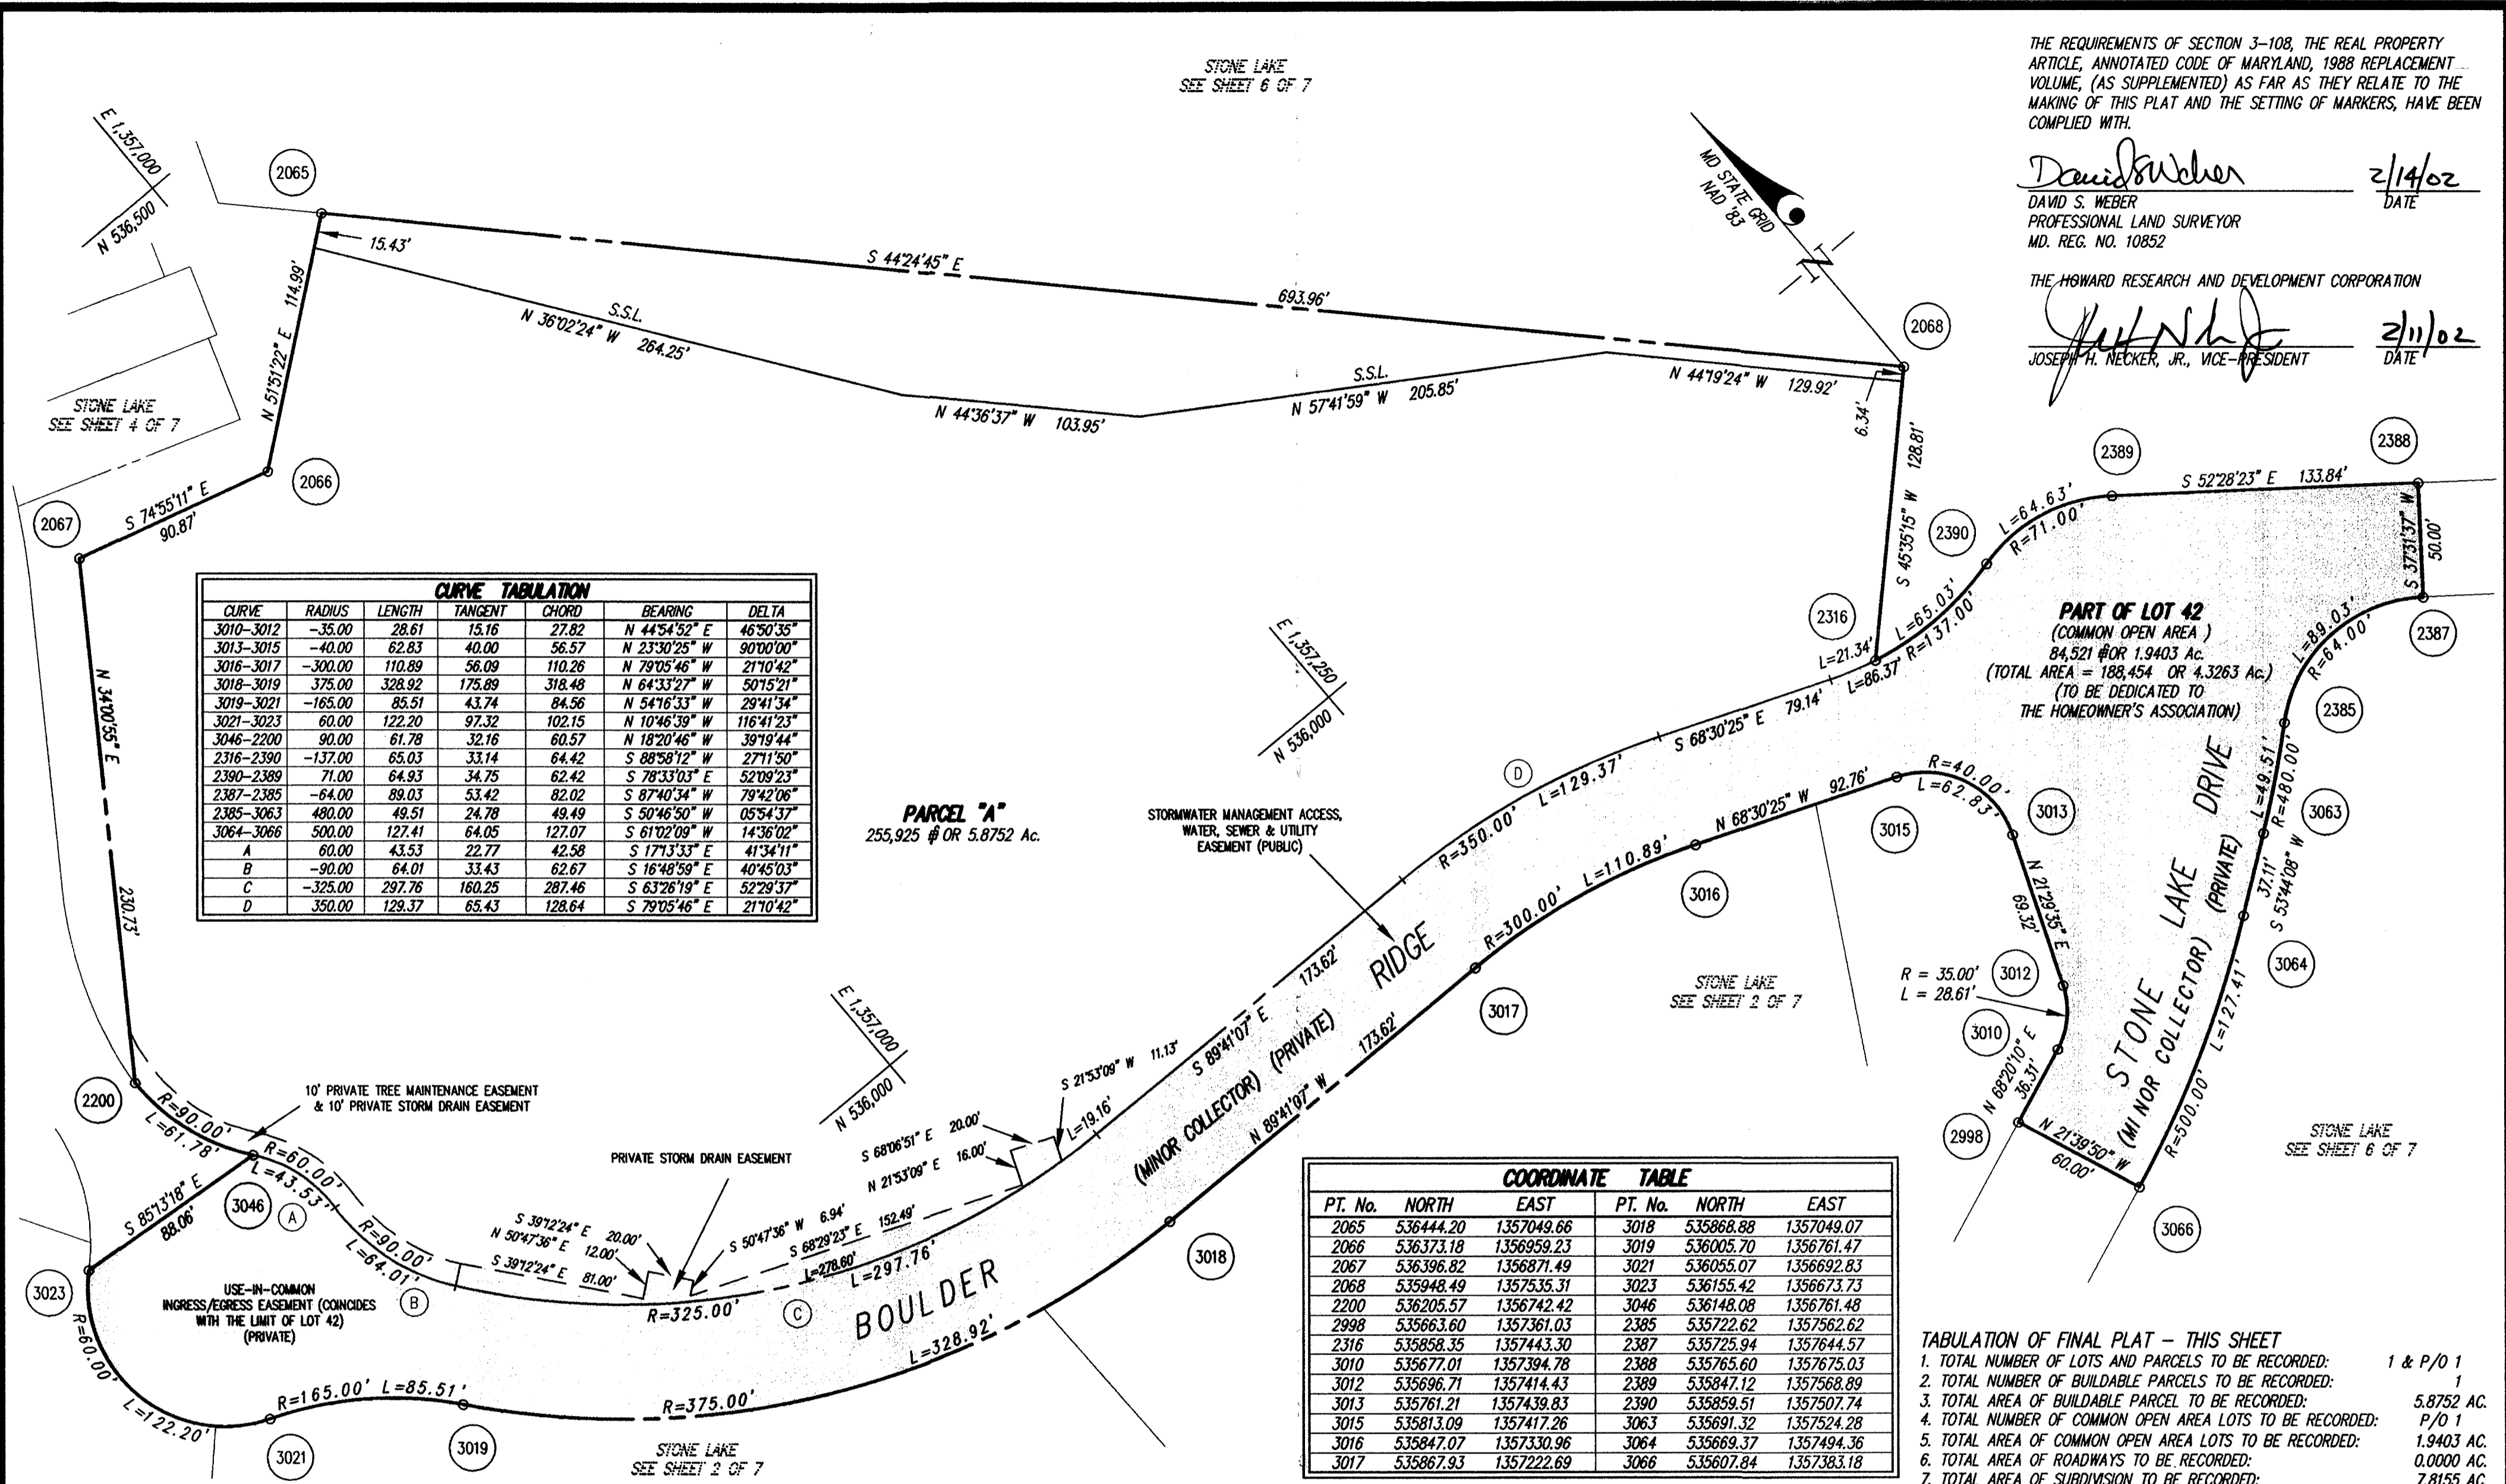 STONE LAKE
SEE SHEET 6 OF 7
THE REQUIREMENTS OF SECTION 3-108, THE REAL PROPERTY
ARTICLE, ANNOTATED CODE OF MARYLAND, 1988 REPLACEMENT
VOLUME, (AS SUPPLEMENTED) AS FAR AS THEY RELATE TO THE
MAKING OF THIS PLAT AND THE SETTING OF MARKERS, HAVE BEEN
COMPLIED WITH.
2/14/02
DAVID S. WEBER
DATE
PROFESSIONAL LAND SURVEYOR
MD. REG. NO. 10852
THE HOWARD RESEARCH AND DEVELOPMENT CORPORATION
2/11/02
JOSEPH H. NECKER, JR., VICE-PRESIDENT
DATE
MD STATE GRID
NAD '83
N
E 1,357,000
N 536,500
2065
15.43'
N 51°51'22" E 114.99'
S 44°24'45" E
693.96'
S.S.L.
N 36°02'24" W 264.25'
N 44°36'37" W 103.95'
S.S.L.
N 57°41'59" W 205.85'
N 44°19'24" W 129.92'
6.34'
2068
S 45°35'15" W 128.81'
STONE LAKE
SEE SHEET 4 OF 7
2066
S 74°55'11" E
90.87'
2067
N 34°00'55" E
230.73'
2389
2388
S 52°28'23" E 133.84'
S 37°31'37" W
50.00'
L=64.63'
R=71.00'
2390
L=65.03'
R=137.00'
2316
L=21.34'
L=86.37'
PART OF LOT 42
(COMMON OPEN AREA )
84,521 OR 1.9403 Ac.
(TOTAL AREA = 188,454 OR 4.3263 Ac.)
(TO BE DEDICATED TO
THE HOMEOWNER'S ASSOCIATION)
2387
L=89.03'
R=64.00'
2385
L=49.51'
R=480.00'
3063
37.11'
S 53°44'08" W
3064
CURVE TABULATION
CURVE RADIUS LENGTH TANGENT CHORD BEARING DELTA
3010-3012 -35.00 28.61 15.16 27.82 N 44°54'52" E 46°50'35"
3013-3015 -40.00 62.83 40.00 56.57 N 23°30'25" W 90°00'00"
3016-3017 -300.00 110.89 56.09 110.26 N 79°05'46" W 21°10'42"
3018-3019 375.00 328.92 175.89 318.48 N 64°33'27" W 50°15'21"
3019-3021 -165.00 85.51 43.74 84.56 N 54°16'33" W 29°41'34"
3021-3023 60.00 122.20 97.32 102.15 N 10°46'39" W 116°41'23"
3046-2200 90.00 61.78 32.16 60.57 N 18°20'46" W 39°19'44"
2316-2390 -137.00 65.03 33.14 64.42 S 88°58'12" W 27°11'50"
2390-2389 71.00 64.93 34.75 62.42 S 78°33'03" E 52°09'23"
2387-2385 -64.00 89.03 53.42 82.02 S 87°40'34" W 79°42'06"
2385-3063 480.00 49.51 24.78 49.49 S 50°46'50" W 05°54'37"
3064-3066 500.00 127.41 64.05 127.07 S 61°02'09" W 14°36'02"
A 60.00 43.53 22.77 42.58 S 17°13'33" E 41°34'11"
B -90.00 64.01 33.43 62.67 S 16°48'59" E 40°45'03"
C -325.00 297.76 160.25 287.46 S 63°26'19" E 52°29'37"
D 350.00 129.37 65.43 128.64 S 79°05'46" E 21°10'42"
PARCEL "A"
255,925 OR 5.8752 Ac.
E 1,357,250
N 536,000
STORMWATER MANAGEMENT ACCESS,
WATER, SEWER & UTILITY
EASEMENT (PUBLIC)
S 68°30'25" E 79.14'
D
R=350.00' L=129.37'
N 68°30'25" W 92.76'
R=40.00'
L=62.83'
3015
3013
N 21°29'35" E
69.32'
3016
R=300.00' L=110.89'
3017
STONE LAKE
SEE SHEET 2 OF 7
R = 35.00'
L = 28.61'
3012
3010
N 68°20'10" E
36.31'
2998
N 21°39'50" W
60.00'
STONE LAKE DRIVE
(MINOR COLLECTOR) (PRIVATE)
L=127.41'
R=500.00'
3066
STONE LAKE
SEE SHEET 6 OF 7
E 1,357,000
N 536,000
173.62'
S 89°41'07" E
BOULDER RIDGE
(MINOR COLLECTOR) (PRIVATE)
173.62'
N 89°41'07" W
3018
S 21°53'09" W 11.13'
L=19.16'
S 68°06'51" E 20.00'
N 21°53'09" E 16.00'
2200
10' PRIVATE TREE MAINTENANCE EASEMENT
& 10' PRIVATE STORM DRAIN EASEMENT
R=90.00'
L=61.78'
R=60.00'
L=43.53'
3046
A
S 85°13'18" E
88.06'
R=90.00'
L=64.01'
B
PRIVATE STORM DRAIN EASEMENT
S 39°12'24" E 20.00'
N 50°47'36" E 12.00'
S 39°12'24" E 81.00'
S 50°47'36" W 6.94'
S 68°29'23" E 152.49'
L=278.60'
L=297.76'
R=325.00'
C
3023
USE-IN-COMMON
INGRESS/EGRESS EASEMENT (COINCIDES
WITH THE LIMIT OF LOT 42)
(PRIVATE)
R=60.00'
L=122.20'
R=165.00' L=85.51'
3021
3019
R=375.00'
L=328.92'
STONE LAKE
SEE SHEET 2 OF 7
COORDINATE TABLE
PT. No. NORTH EAST PT. No. NORTH EAST
2065 536444.20 1357049.66 3018 535868.88 1357049.07
2066 536373.18 1356959.23 3019 536005.70 1356761.47
2067 536396.82 1356871.49 3021 536055.07 1356692.83
2068 535948.49 1357535.31 3023 536155.42 1356673.73
2200 536205.57 1356742.42 3046 536148.08 1356761.48
2998 535663.60 1357361.03 2385 535722.62 1357562.62
2316 535858.35 1357443.30 2387 535725.94 1357644.57
3010 535677.01 1357394.78 2388 535765.60 1357675.03
3012 535696.71 1357414.43 2389 535847.12 1357568.89
3013 535761.21 1357439.83 2390 535859.51 1357507.74
3015 535813.09 1357417.26 3063 535691.32 1357524.28
3016 535847.07 1357330.96 3064 535669.37 1357494.36
3017 535867.93 1357222.69 3066 535607.84 1357383.18
TABULATION OF FINAL PLAT - THIS SHEET
1. TOTAL NUMBER OF LOTS AND PARCELS TO BE RECORDED: 1 & P/O 1
2. TOTAL NUMBER OF BUILDABLE PARCELS TO BE RECORDED: 1
3. TOTAL AREA OF BUILDABLE PARCEL TO BE RECORDED: 5.8752 AC.
4. TOTAL NUMBER OF COMMON OPEN AREA LOTS TO BE RECORDED: P/O 1
5. TOTAL AREA OF COMMON OPEN AREA LOTS TO BE RECORDED: 1.9403 AC.
6. TOTAL AREA OF ROADWAYS TO BE RECORDED: 0.0000 AC.
7. TOTAL AREA OF SUBDIVISION TO BE RECORDED: 7.8155 AC.